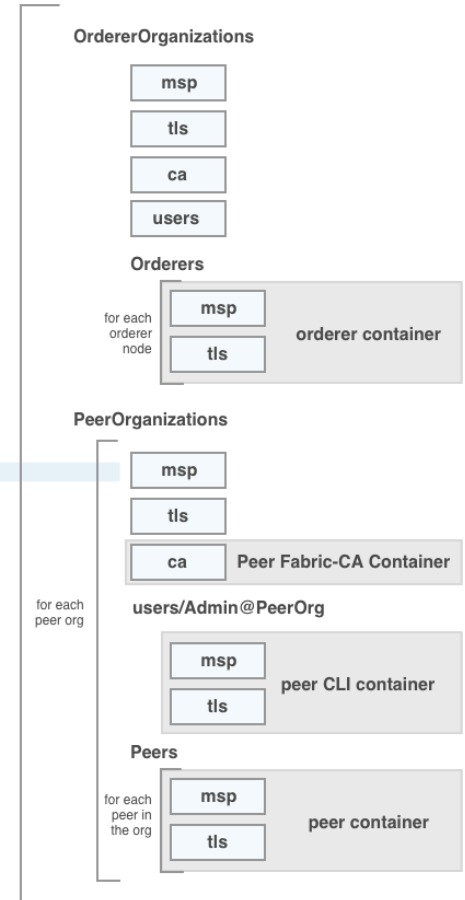 OrdererOrganizations
msp
tls
ca
users
Orderers
for each
orderer
node
msp
tls
orderer container
PeerOrganizations
for each
peer org
msp
tls
ca
Peer Fabric-CA Container
users/Admin@PeerOrg
msp
tls
peer CLI container
Peers
for each
peer in
the org
msp
tls
peer container